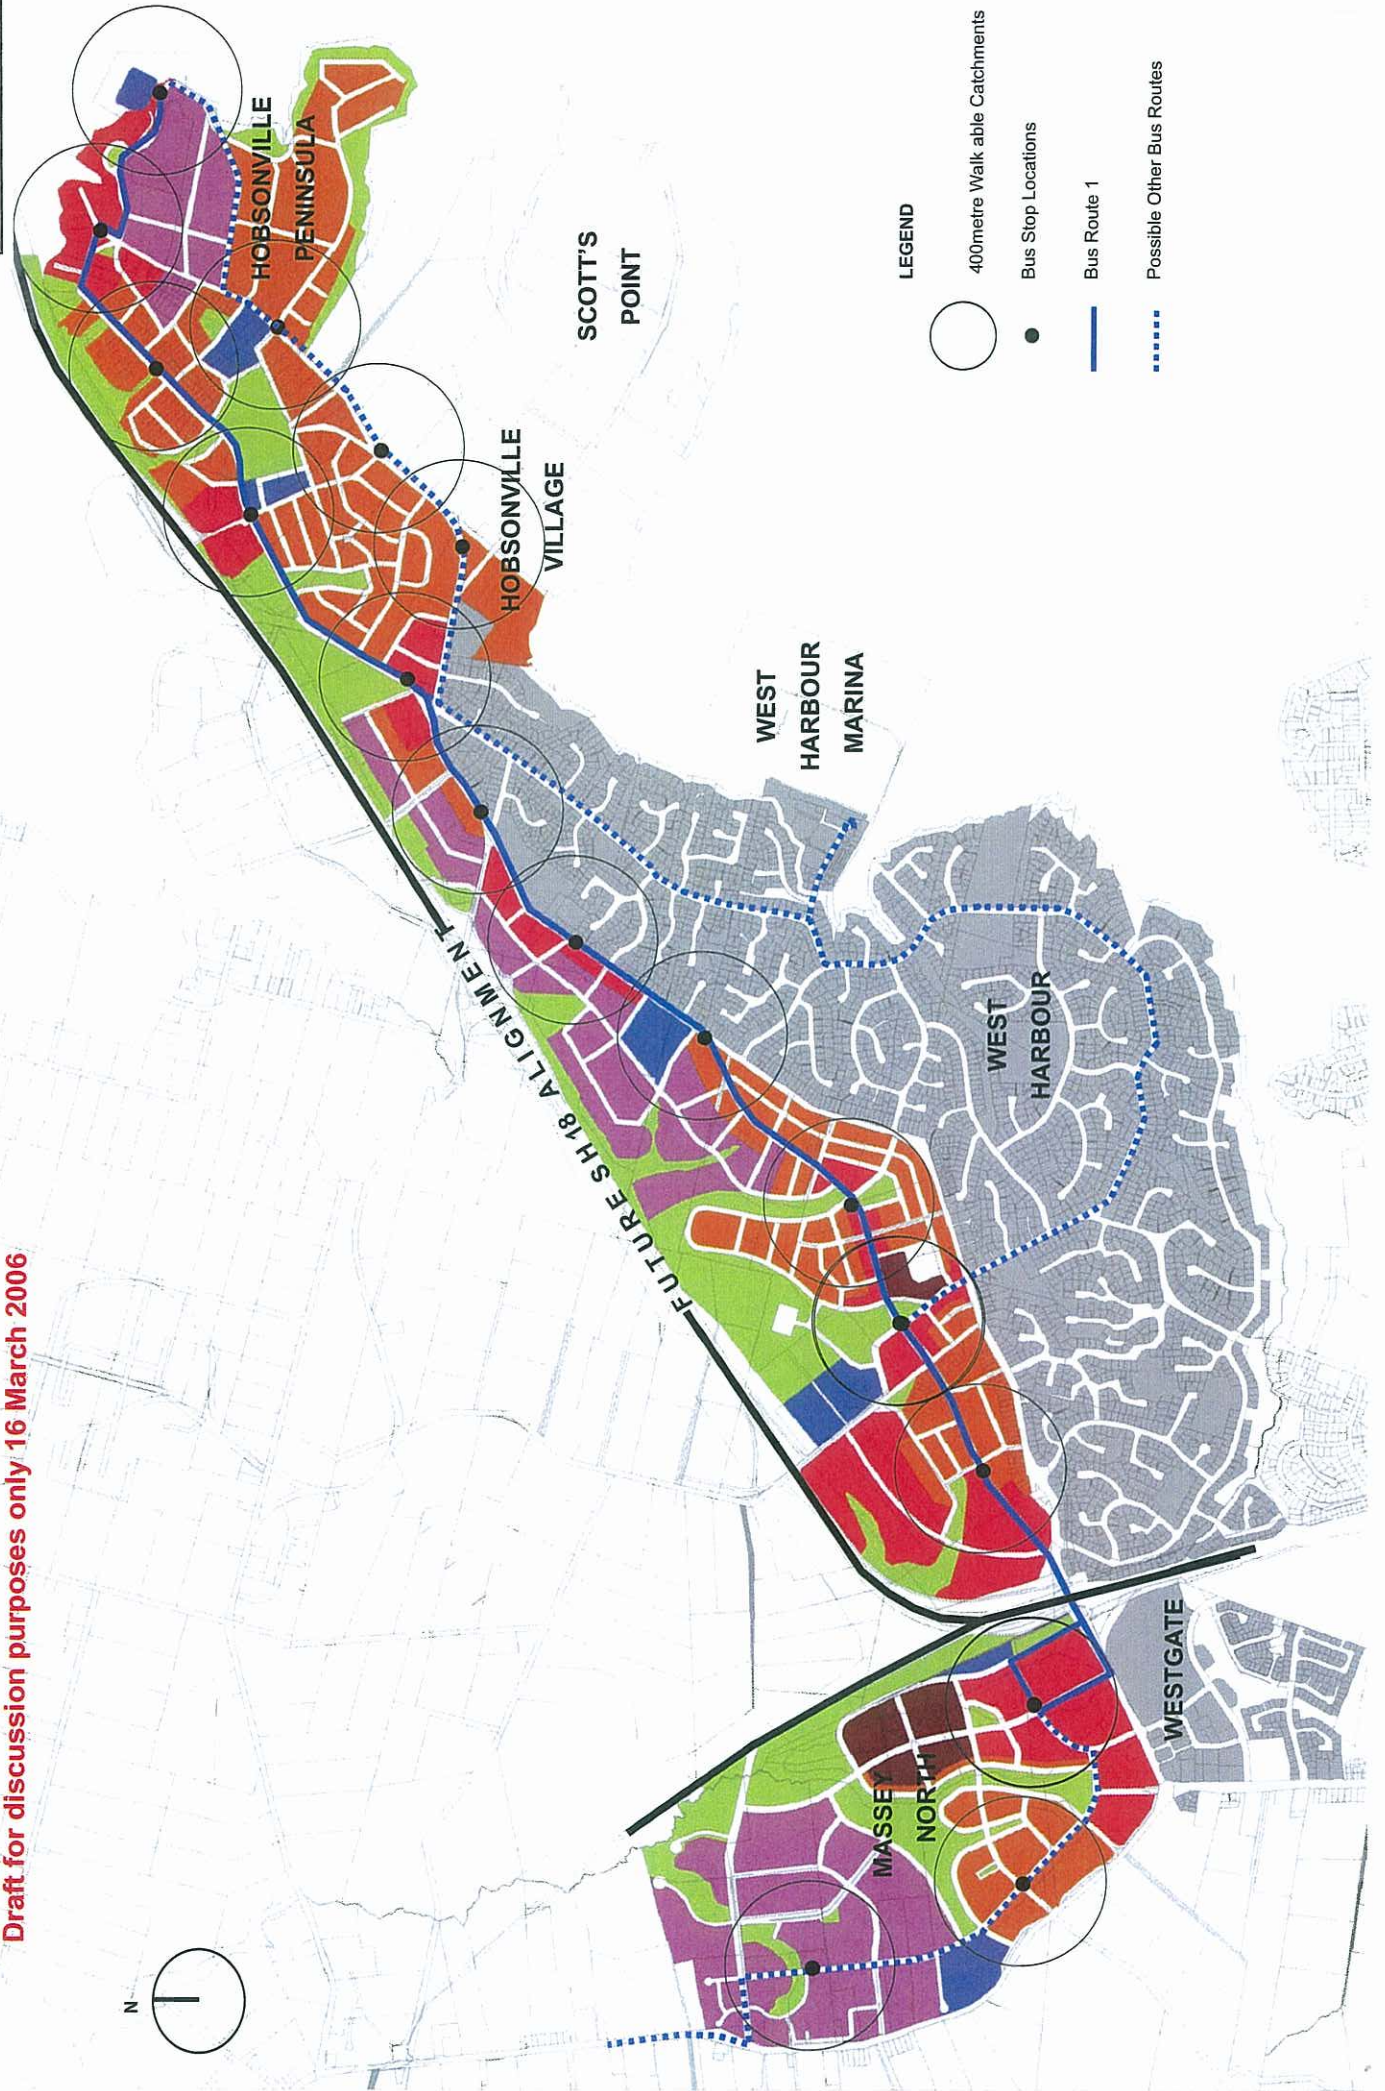 Draft for discussion purposes only 16 March 2006
N
HOBSONVILLE
PENINSULA
SCOTT'S
POINT
HOBSONVILLE
VILLAGE
WEST
HARBOUR
MARINA
FUTURE SH18 ALIGNMENT
WEST
HARBOUR
WESTGATE
MASSEY
NORTH
LEGEND
400metre Walk able Catchments
Bus Stop Locations
Bus Route 1
Possible Other Bus Routes